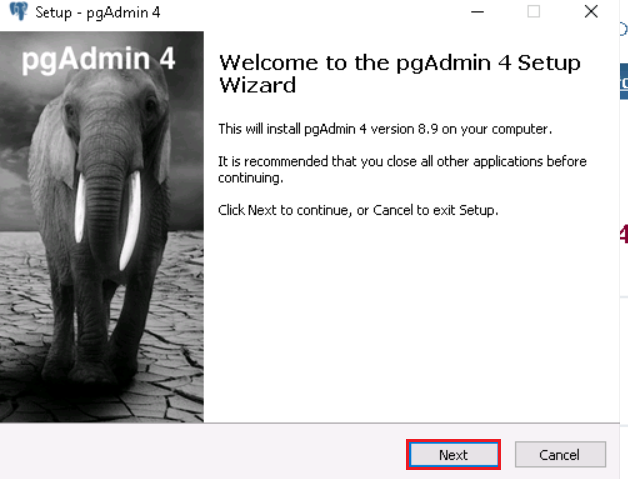 Setup - pgAdmin 4
pgAdmin 4
Welcome to the pgAdmin 4 Setup
Wizard
This will install pgAdmin 4 version 8.9 on your computer.
It is recommended that you close all other applications before
continuing.
Click Next to continue, or Cancel to exit Setup.
Next
Cancel